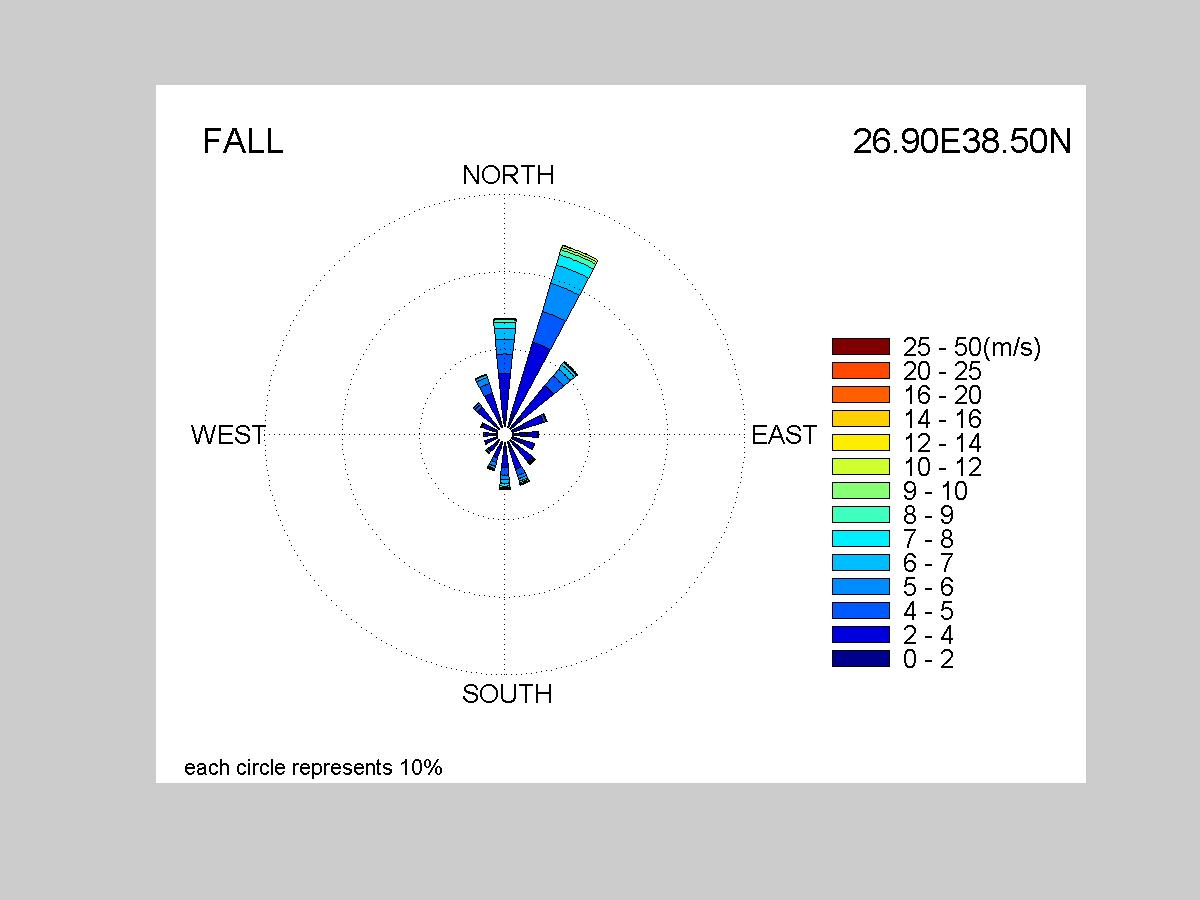 FALL
26.90E38.50N
NORTH
WEST
EAST
SOUTH
25 - 50(m/s)
20 - 25
16 - 20
14 - 16
12 - 14
10 - 12
9 - 10
8 - 9
7 - 8
6 - 7
5 - 6
4 - 5
2 - 4
0 - 2
each circle represents 10%